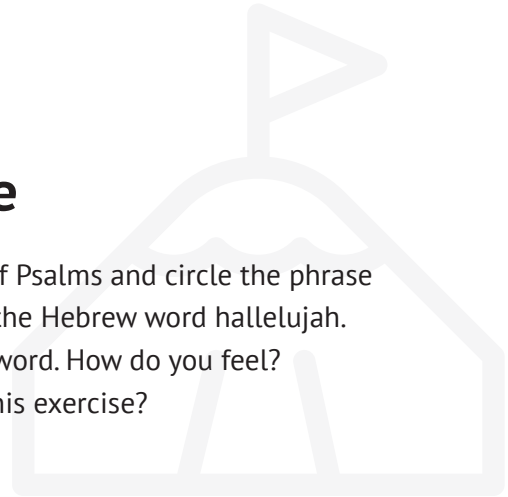 e
f Psalms and circle the phrase
the Hebrew word hallelujah.
word. How do you feel?
his exercise?